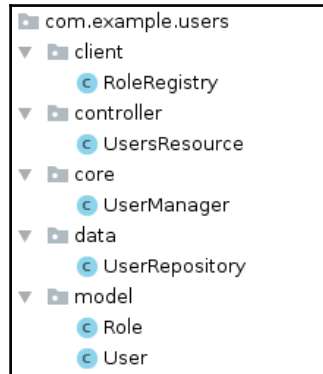 com.example.users
client
RoleRegistry
controller
UsersResource
core
UserManager
data
UserRepository
model
Role
User